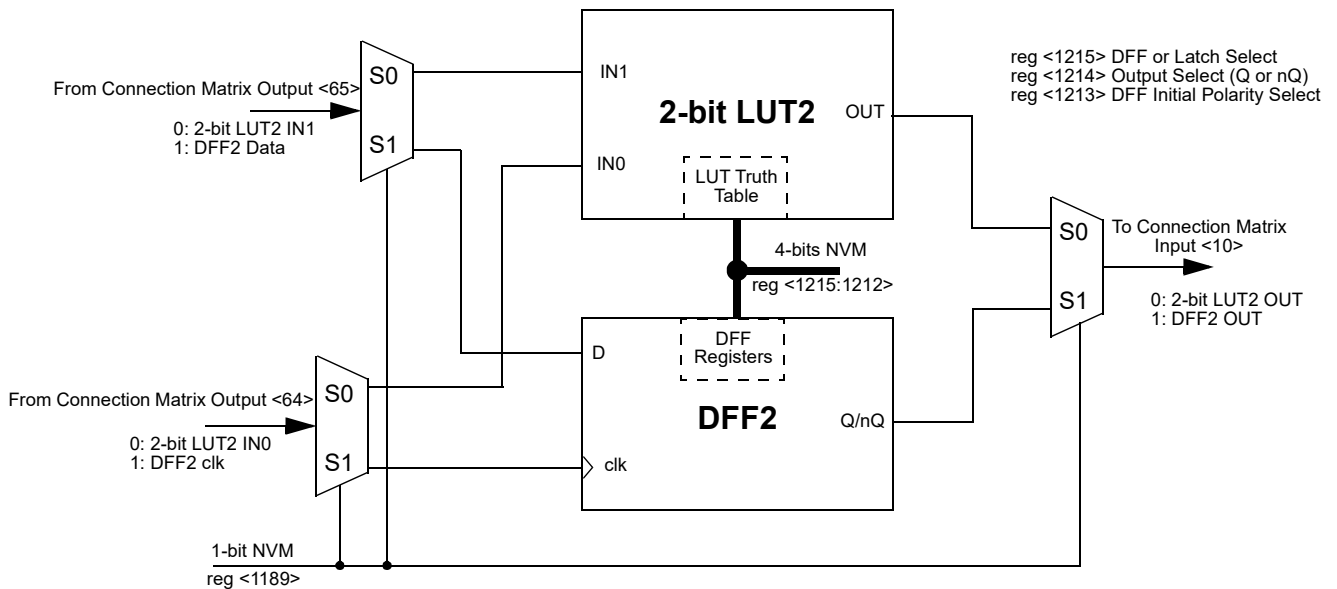 reg <1215> DFF or Latch Select
reg <1214> Output Select (Q or nQ)
reg <1213> DFF Initial Polarity Select
From Connection Matrix Output <65>
0: 2-bit LUT2 IN1
1: DFF2 Data
S0
S1
IN1
IN0
2-bit LUT2
OUT
LUT Truth
Table
4-bits NVM
reg <1215:1212>
S0
S1
To Connection Matrix
Input <10>
0: 2-bit LUT2 OUT
1: DFF2 OUT
From Connection Matrix Output <64>
0: 2-bit LUT2 IN0
1: DFF2 clk
S0
S1
D
clk
DFF
Registers
DFF2
Q/nQ
1-bit NVM
reg <1189>